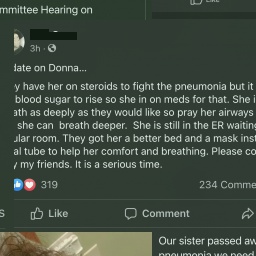 mmittee Hearing on
Like
3h ·
date on Donna...
y have her on steroids to fight the pneumonia but it
blood sugar to rise so she in on meds for that. She i
ath as deeply as they would like so pray her airways
she can breath deeper. She is still in the ER waiting
ular room. They got her a better bed and a mask inst
al tube to help her comfort and breathing. Please co
y my friends. It is a serious time.
319
234 Comme
S
Like
Comment
Our sister passed aw
pneumonia we need